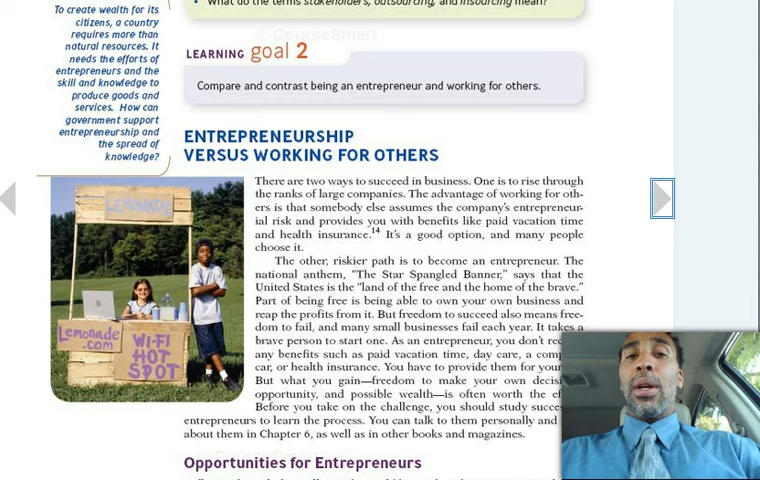 What do the terms stakeholders, outsourcing, and insourcing mean?
© CourseSmart
LEARNING goal 2
Compare and contrast being an entrepreneur and working for others.
To create wealth for its
citizens, a country
requires more than
natural resources. It
needs the efforts of
entrepreneurs and the
skill and knowledge to
produce goods and
services. How can
government support
entrepreneurship and
the spread of
knowledge?
ENTREPRENEURSHIP
VERSUS WORKING FOR OTHERS
There are two ways to succeed in business. One is to rise through
the ranks of large companies. The advantage of working for oth-
ers is that somebody else assumes the company's entrepreneur-
ial risk and provides you with benefits like paid vacation time
and health insurance.14 It's a good option, and many people
choose it.
The other, riskier path is to become an entrepreneur. The
national anthem, "The Star Spangled Banner," says that the
United States is the "land of the free and the home of the brave."
Part of being free is being able to own your own business and
reap the profits from it. But freedom to succeed also means free-
dom to fail, and many small businesses fail each year. It takes a
brave person to start one. As an entrepreneur, you don't
any benefits such as paid vacation time, day care, a
car, or health insurance. You have to provide them for
But what you gain—freedom to make your own
opportunity, and possible wealth—is often worth the
Before you take on the challenge, you should study
entrepreneurs to learn the process. You can talk to them personally and
about them in Chapter 6, as well as in other books and magazines.
LEMONADE
Lemonade
.com
WI-FI
HOT
SPOT
Opportunities for Entrepreneurs